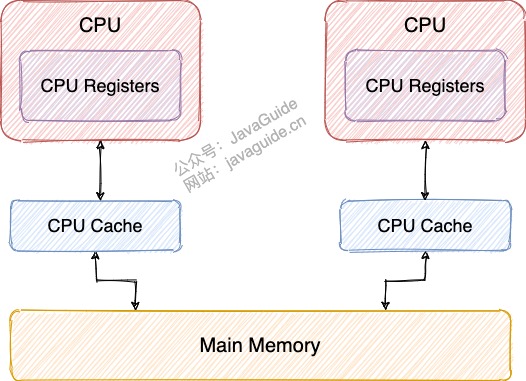 CPU
CPU
CPU Registers
CPU Registers
公众号：JavaGuide
网站：javaguide.cn
CPU Cache
CPU Cache
Main Memory